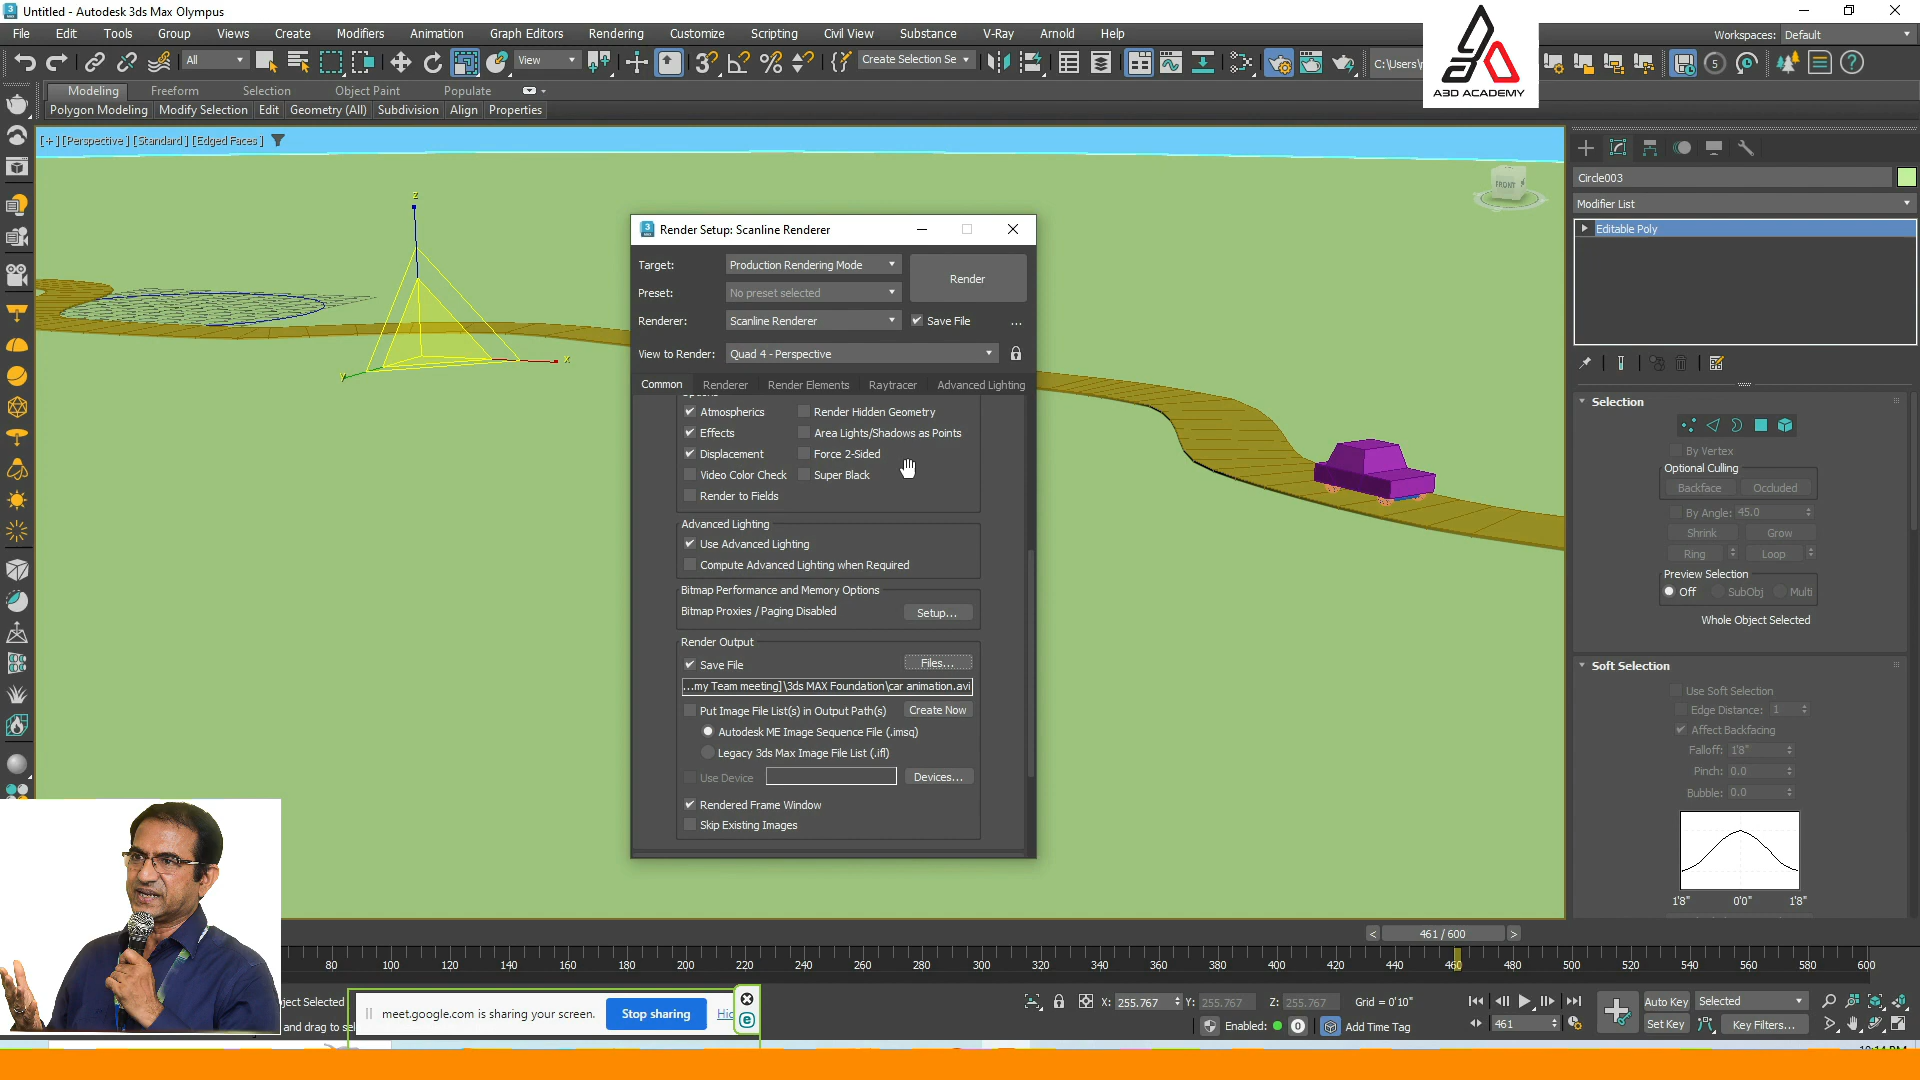 Untitled - Autodesk 3ds Max Olympus
File Edit Tools Group Views Create Modifiers Animation Graph Editors Rendering Customize Scripting Civil View Substance V-Ray Arnold Help
Workspaces: Default
All
View
Create Selection Se
C:\Users\
A3D ACADEMY
Modeling Freeform Selection Object Paint Populate
Polygon Modeling Modify Selection Edit Geometry (All) Subdivision Align Properties
[+] [Perspective] [Standard] [Edged Faces]
FRONT
z
x
y
Render Setup: Scanline Renderer
Target: Production Rendering Mode
Render
Preset: No preset selected
Renderer: Scanline Renderer
Save File ...
View to Render: Quad 4 - Perspective
Common Renderer Render Elements Raytracer Advanced Lighting
Options
Atmospherics Render Hidden Geometry
Effects Area Lights/Shadows as Points
Displacement Force 2-Sided
Video Color Check Super Black
Render to Fields
Advanced Lighting
Use Advanced Lighting
Compute Advanced Lighting when Required
Bitmap Performance and Memory Options
Bitmap Proxies / Paging Disabled Setup...
Render Output
Save File Files...
...my Team meeting]\3ds MAX Foundation\car animation.avi
Put Image File List(s) in Output Path(s) Create Now
Autodesk ME Image Sequence File (.imsq)
Legacy 3ds Max Image File List (.ifl)
Use Device Devices...
Rendered Frame Window
Skip Existing Images
Circle003
Modifier List
Editable Poly
Selection
By Vertex
Optional Culling
Backface Occluded
By Angle: 45.0
Shrink Grow
Ring Loop
Preview Selection
Off SubObj Multi
Whole Object Selected
Soft Selection
Use Soft Selection
Edge Distance: 1
Affect Backfacing
Falloff: 1'8"
Pinch: 0.0
Bubble: 0.0
1'8" 0'0" 1'8"
< 461 / 600 >
80 100 120 140 160 180 200 220 240 260 280 300 320 340 360 380 400 420 440 460 480 500 520 540 560 580 600
ject Selected
and drag to sel
meet.google.com is sharing your screen. Stop sharing Hid
X: 255.767 Y: 255.767 Z: 255.767 Grid = 0'10"
Enabled: 0 Add Time Tag
461
Auto Key Selected
Set Key Key Filters...